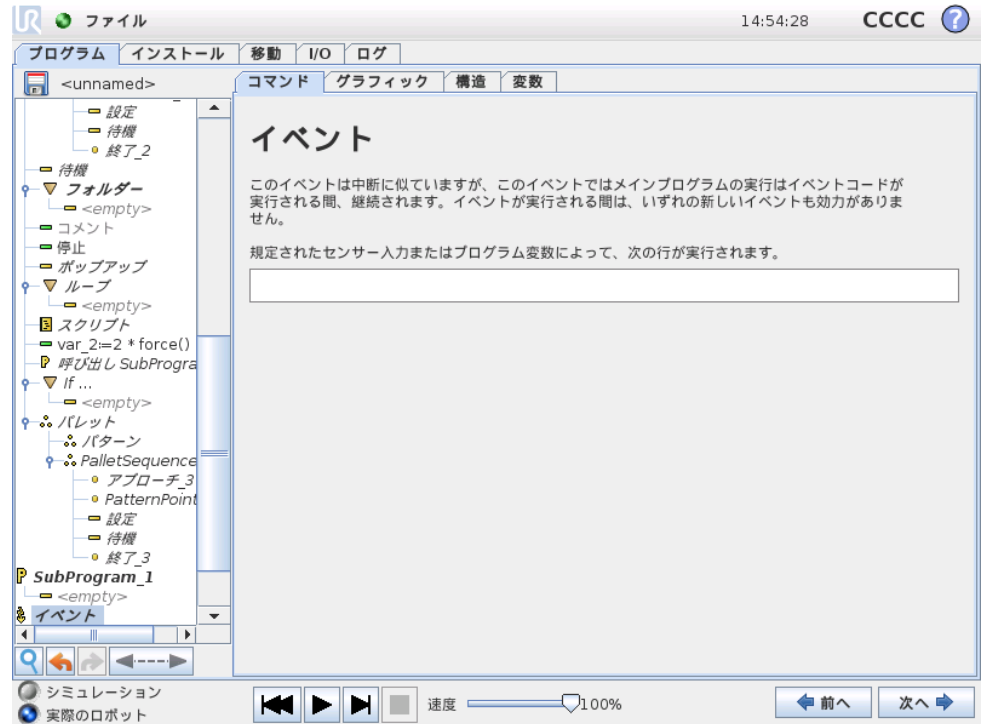 UR ファイル 14:54:28 CCCC ?
プログラム インストール 移動 I/O ログ
<unnamed>
設定
待機
終了_2
待機
フォルダー
<empty>
コメント
停止
ポップアップ
ループ
<empty>
スクリプト
var_2:=2 * force()
呼び出し SubProgra
If ...
<empty>
パレット
パターン
PalletSequence
アプローチ_3
PatternPoint
設定
待機
終了_3
SubProgram_1
<empty>
イベント
コマンド グラフィック 構造 変数
イベント
このイベントは中断に似ていますが、このイベントではメインプログラムの実行はイベントコードが
実行される間、継続されます。イベントが実行される間は、いずれの新しいイベントも効力がありま
せん。
規定されたセンサー入力またはプログラム変数によって、次の行が実行されます。
シミュレーション
実際のロボット
速度 100%
前へ 次へ